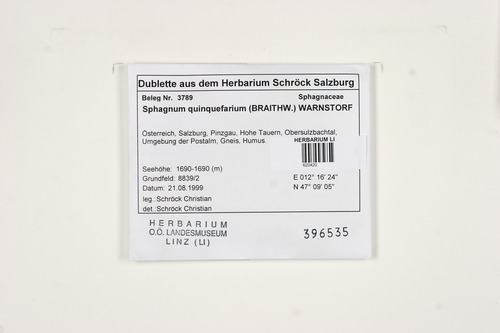 Dublette aus dem Herbarium Schröck Salzburg
Beleg Nr. 3789 Sphagnaceae
Sphagnum quinquefarium (BRAITHW.) WARNSTORF
Österreich, Salzburg, Pinzgau, Hohe Tauern, Obersulzbachtal,
Umgebung der Postalm, Gneis, Humus
HERBARIUM LI
620420
Seehöhe: 1690-1690 (m)
Grundfeld: 8839/2 E 012° 16' 24"
Datum: 21.08.1999 N 47° 09' 05"
leg.: Schröck Christian
det.: Schröck Christian
HERBARIUM
O.Ö. LANDESMUSEUM
LINZ (LI)
396535